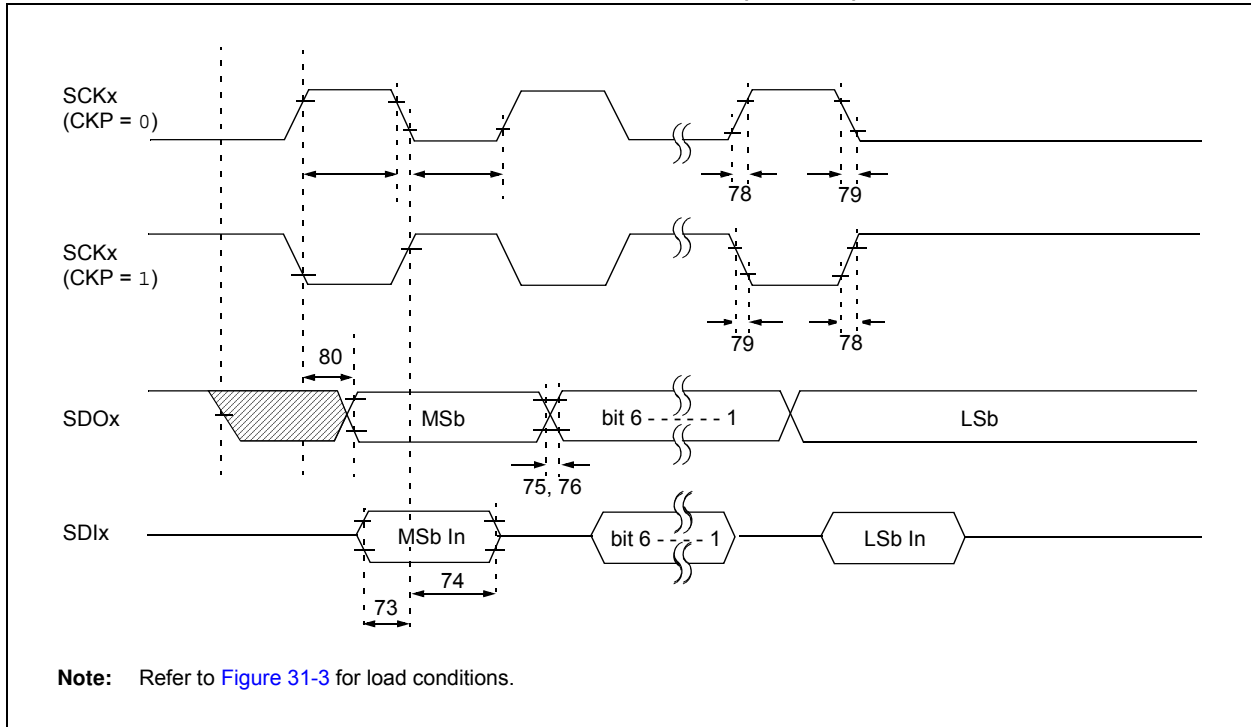 SCKx
(CKP = 0)
78
79
SCKx
(CKP = 1)
79
78
80
SDOx
MSb
bit 6 - - - - - - 1
LSb
75, 76
SDIx
MSb In
bit 6 - - - - 1
LSb In
74
73
Note: Refer to Figure 31-3 for load conditions.